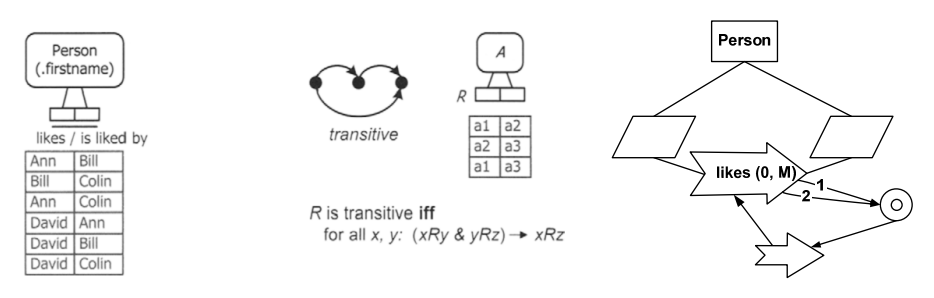 Person
(.firstname)
likes / is liked by
Ann Bill
Bill Colin
Ann Colin
David Ann
David Bill
David Colin
transitive
A
R
a1 a2
a2 a3
a1 a3
R is transitive iff
for all x, y: (xRy & yRz) → xRz
Person
likes (0, M)
1
2